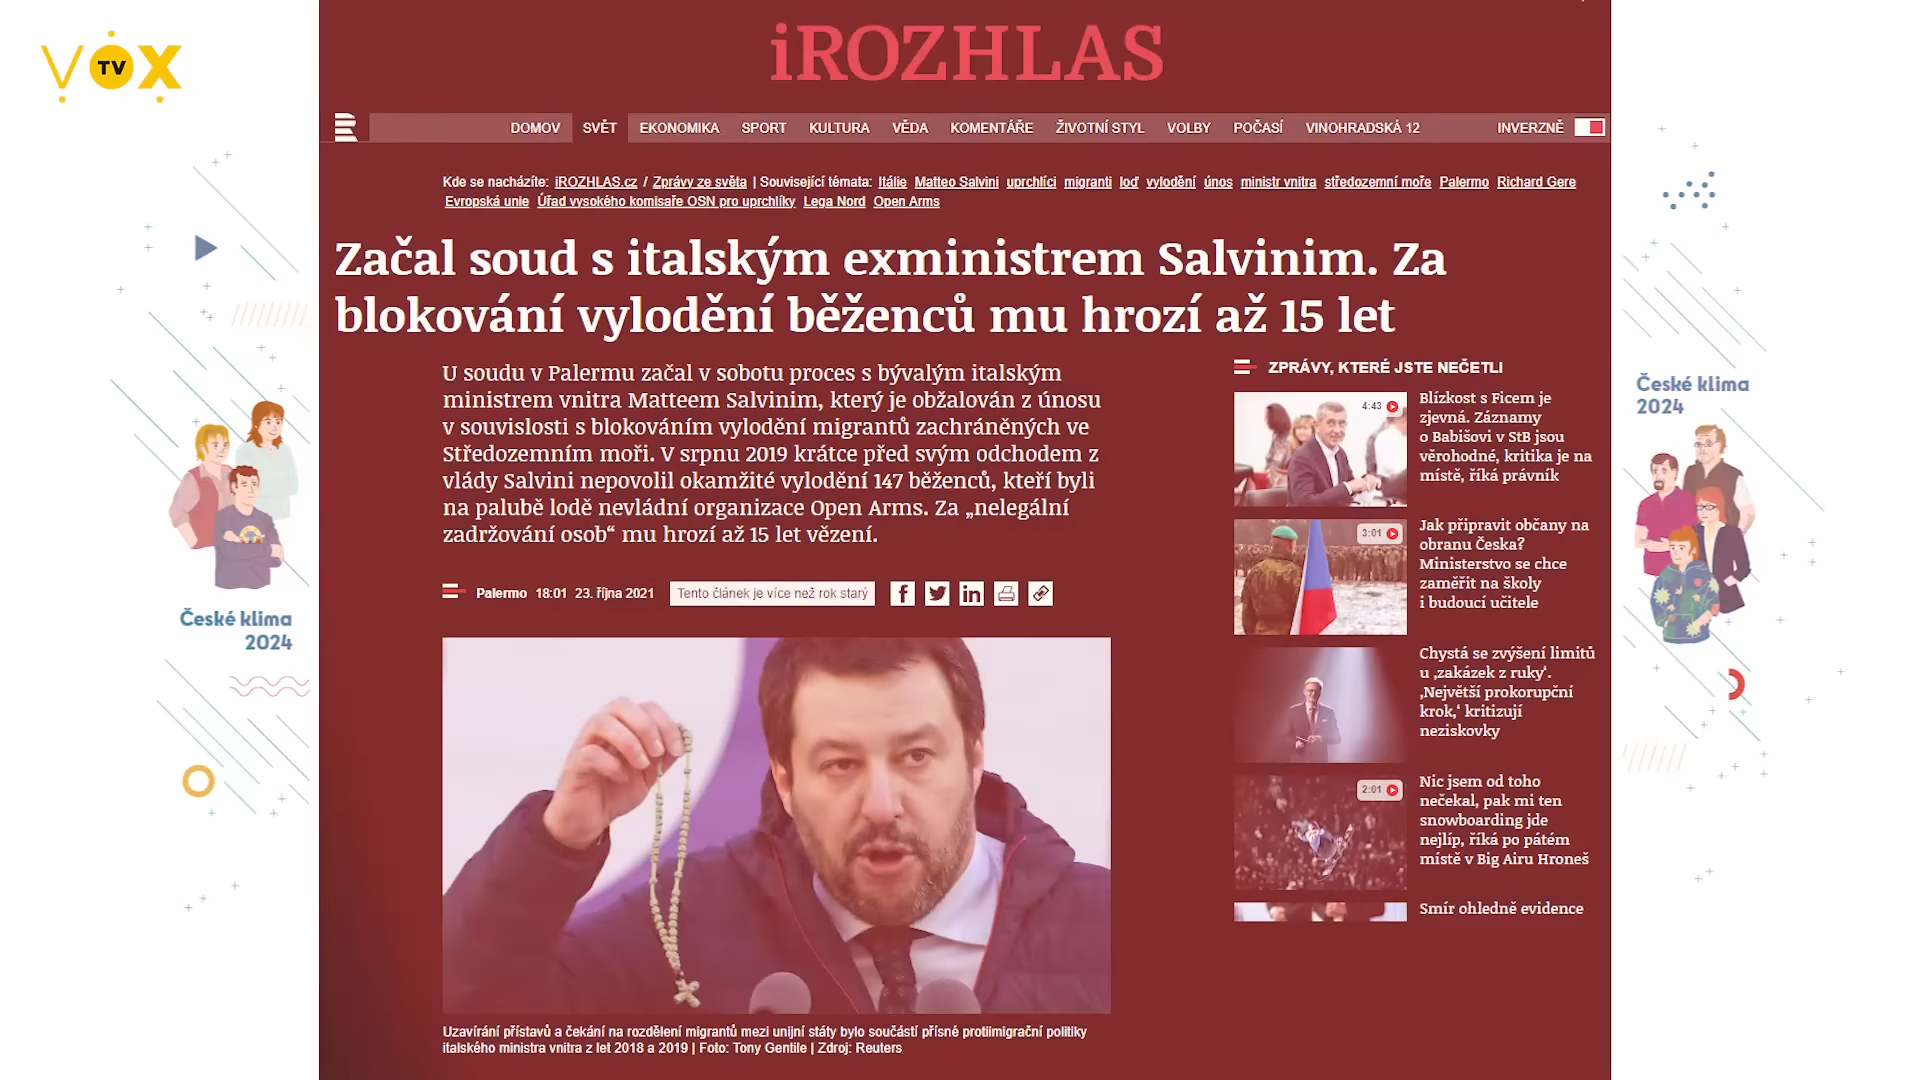 VOX
TV
iROZHLAS
DOMOV SVĚT EKONOMIKA SPORT KULTURA VĚDA KOMENTÁŘE ŽIVOTNÍ STYL VOLBY POČASÍ VINOHRADSKÁ 12 INVERZNĚ
Kde se nacházíte: iROZHLAS.cz / Zprávy ze světa | Související témata: Itálie Matteo Salvini uprchlíci migranti loď vylodění únos ministr vnitra středozemní moře Palermo Richard Gere
Evropská unie Úřad vysokého komisaře OSN pro uprchlíky Lega Nord Open Arms
Začal soud s italským exministrem Salvinim. Za
blokování vylodění běženců mu hrozí až 15 let
U soudu v Palermu začal v sobotu proces s bývalým italským
ministrem vnitra Matteem Salvinim, který je obžalován z únosu
v souvislosti s blokováním vylodění migrantů zachráněných ve
Středozemním moři. V srpnu 2019 krátce před svým odchodem z
vlády Salvini nepovolil okamžité vylodění 147 běženců, kteří byli
na palubě lodě nevládní organizace Open Arms. Za „nelegální
zadržování osob“ mu hrozí až 15 let vězení.
Palermo 18:01 23. října 2021 Tento článek je více než rok starý
Uzavírání přístavů a čekání na rozdělení migrantů mezi unijní státy bylo součástí přísné protiimigrační politiky
italského ministra vnitra z let 2018 a 2019 | Foto: Tony Gentile | Zdroj: Reuters
ZPRÁVY, KTERÉ JSTE NEČETLI
4:43
Blízkost s Ficem je
zjevná. Záznamy
o Babišovi v StB jsou
věrohodné, kritika je na
místě, říká právník
3:01
Jak připravit občany na
obranu Česka?
Ministerstvo se chce
zaměřit na školy
i budoucí učitele
Chystá se zvýšení limitů
u ‚zakázek z ruky‘.
‚Největší prokorupční
krok,‘ kritizují
neziskovky
2:01
Nic jsem od toho
nečekal, pak mi ten
snowboarding jde
nejlíp, říká po pátém
místě v Big Airu Hroneš
Smír ohledně evidence
České klima
2024
České klima
2024